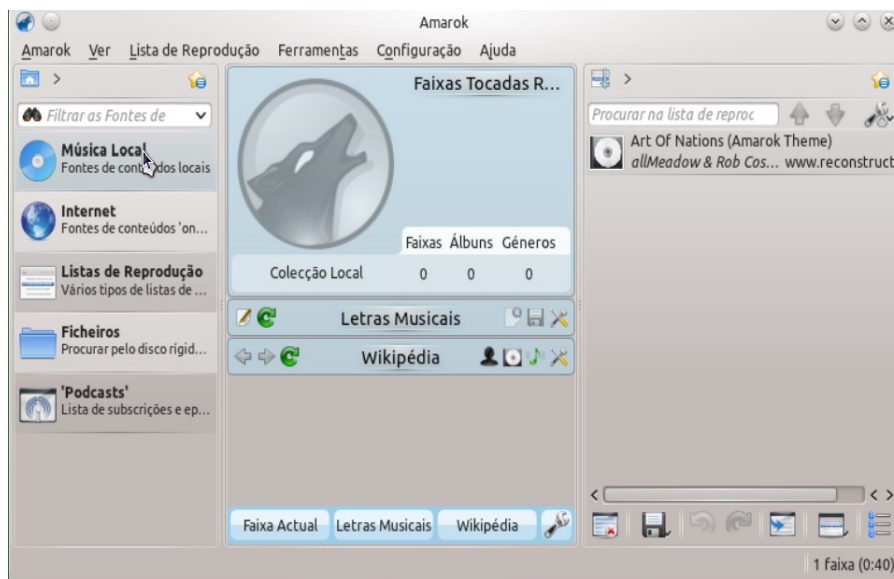 Amarok
Amarok Ver Lista de Reprodução Ferramentas Configuração Ajuda
>
Filtrar as Fontes de
Música Local
Fontes de conteúdos locais
Internet
Fontes de conteúdos 'on...
Listas de Reprodução
Vários tipos de listas de ...
Ficheiros
Procurar pelo disco rígid...
'Podcasts'
Lista de subscrições e ep...
Faixas Tocadas R...
Faixas Álbuns Géneros
Colecção Local 0 0 0
Letras Musicais
Wikipédia
Faixa Actual Letras Musicais Wikipédia
>
Procurar na lista de reproc
Art Of Nations (Amarok Theme)
allMeadow & Rob Cos... www.reconstruct
1 faixa (0:40)